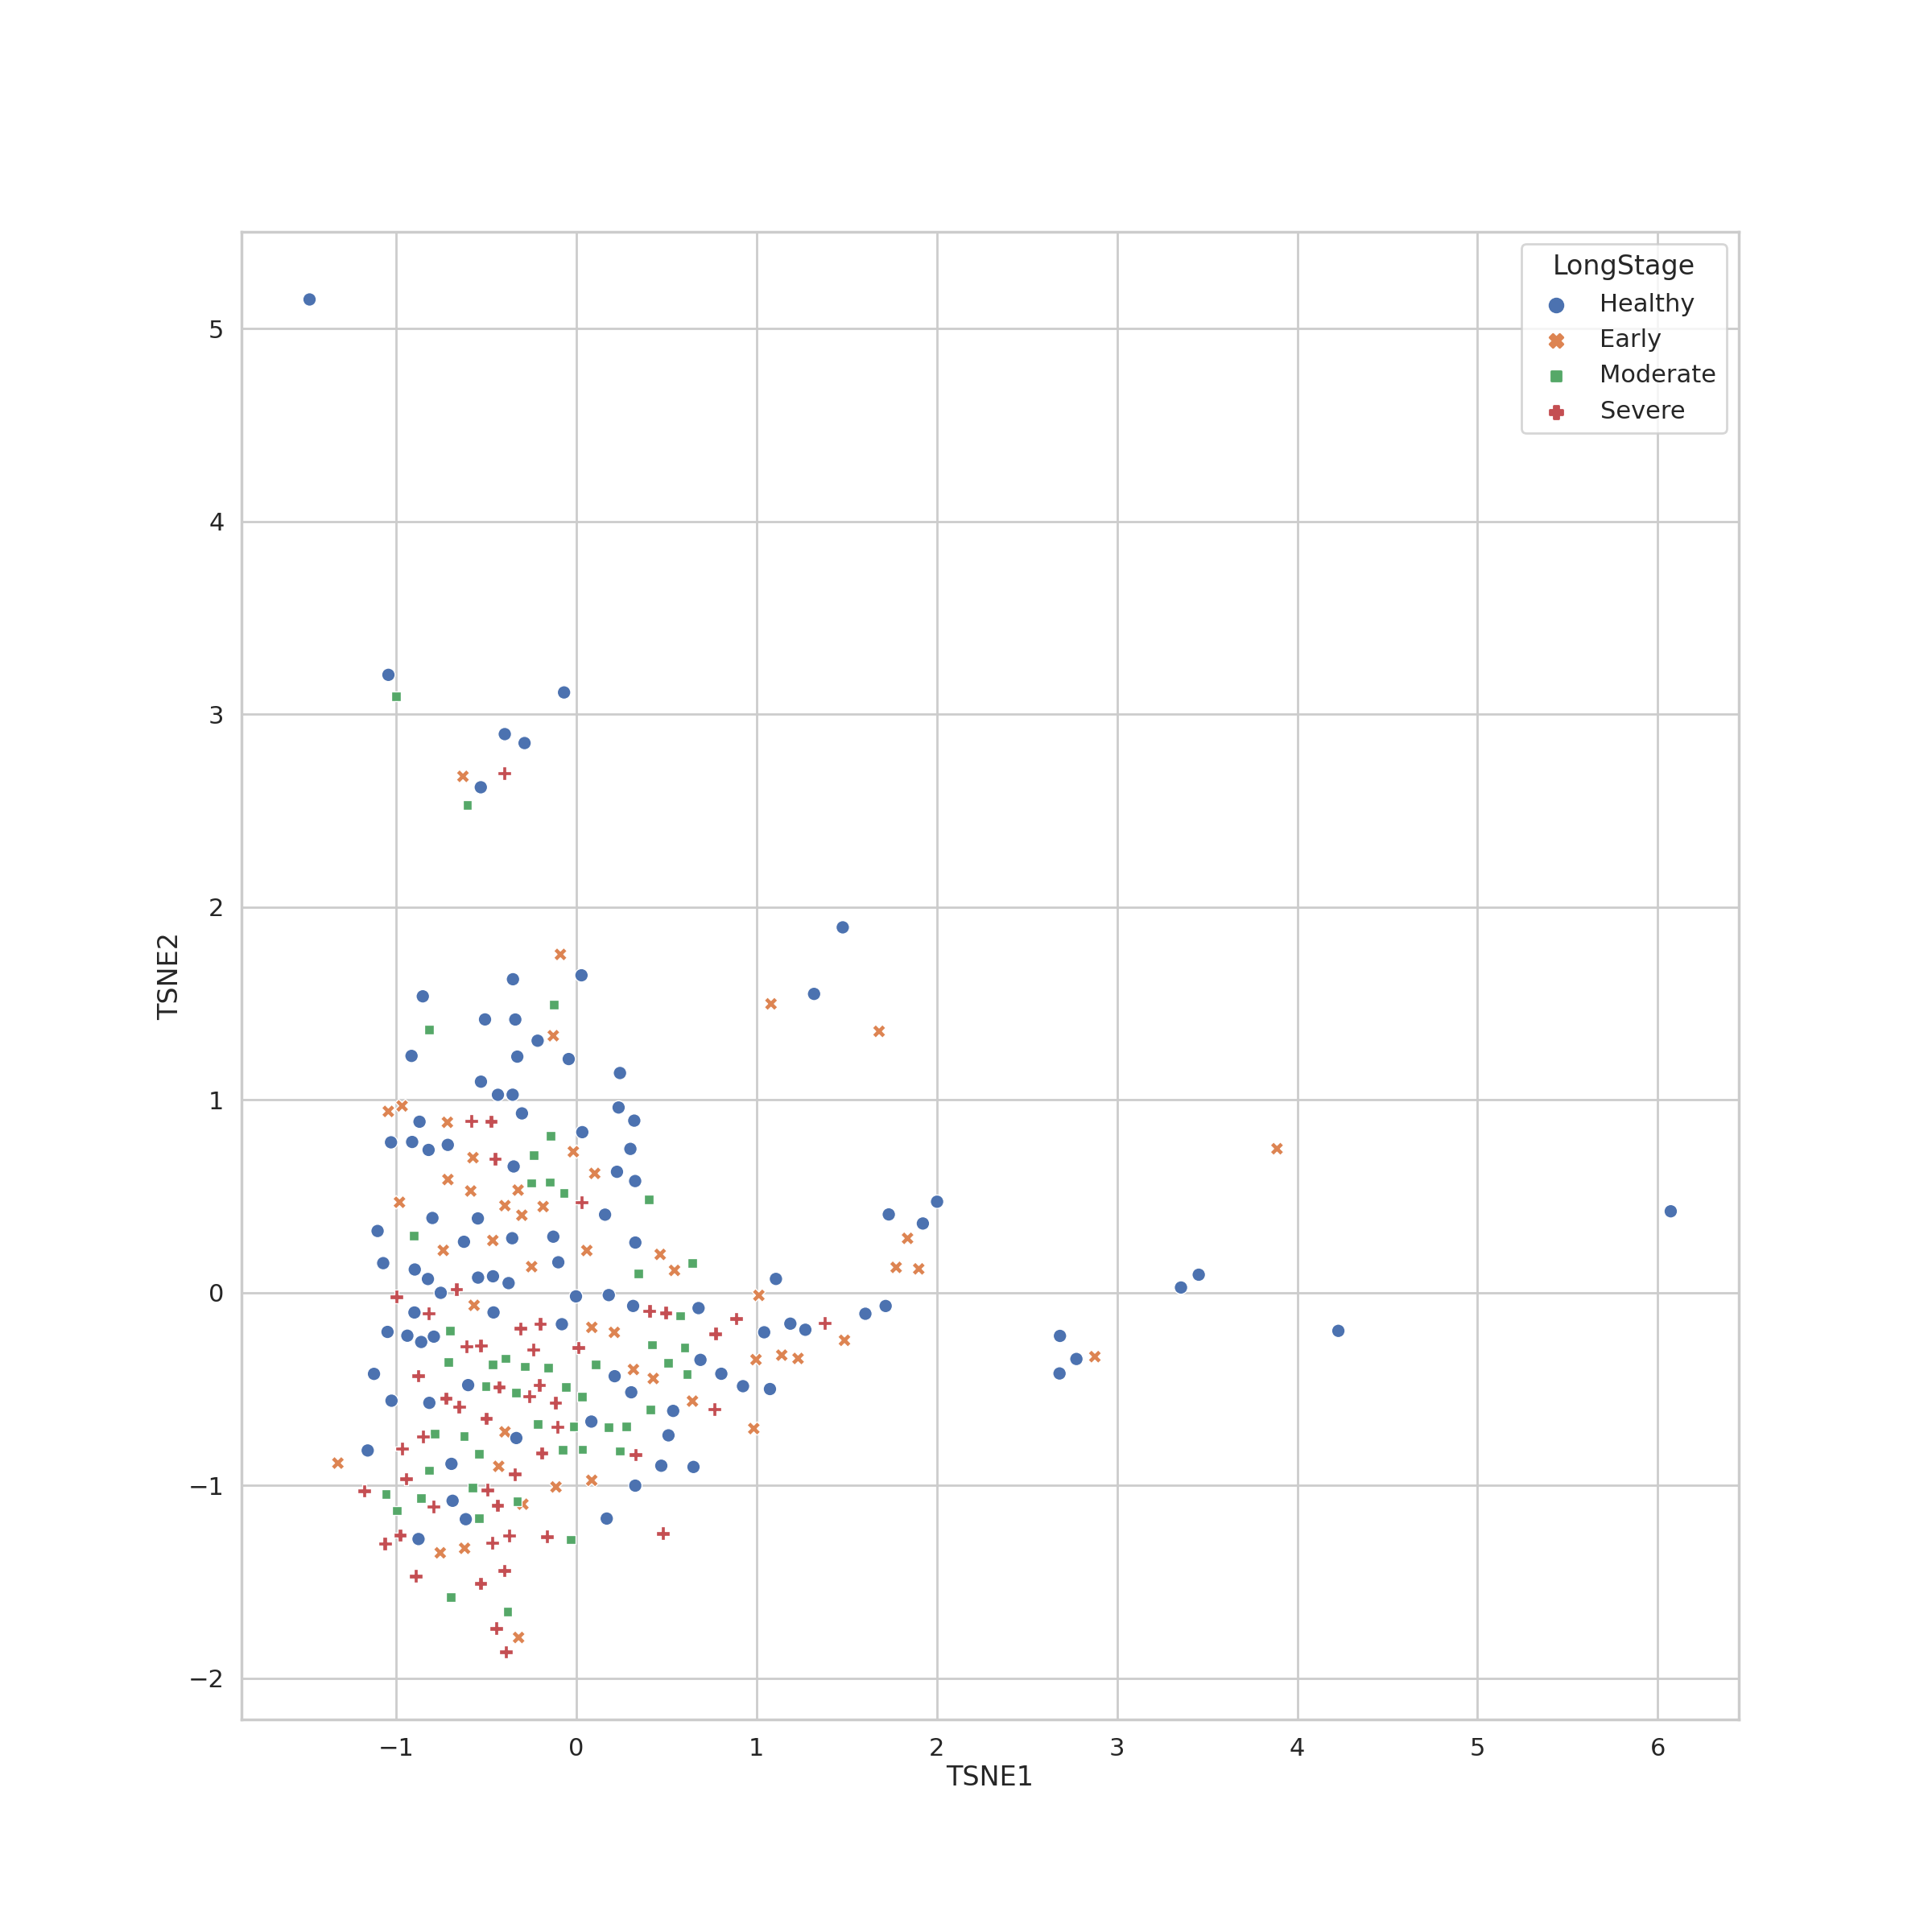 LongStage
Healthy
Early
Moderate
Severe
5
4
3
2
1
0
−1
−2
TSNE2
−1 0 1 2 3 4 5 6
TSNE1